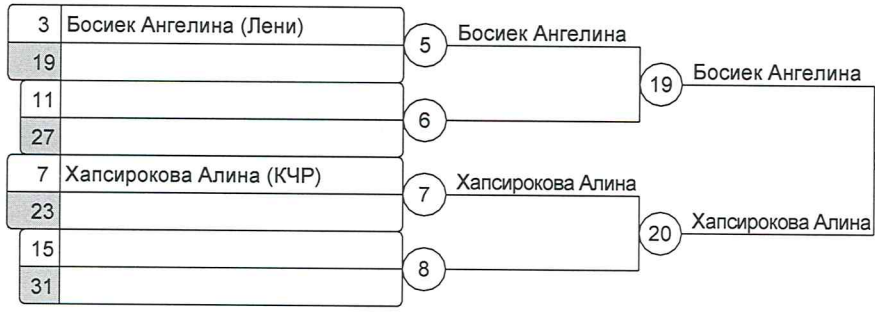 3 Босиек Ангелина (Лени)
19
11
27
7 Хапсирокова Алина (КЧР)
23
15
31
5 Босиек Ангелина
6
7 Хапсирокова Алина
8
19 Босиек Ангелина
20 Хапсирокова Алина